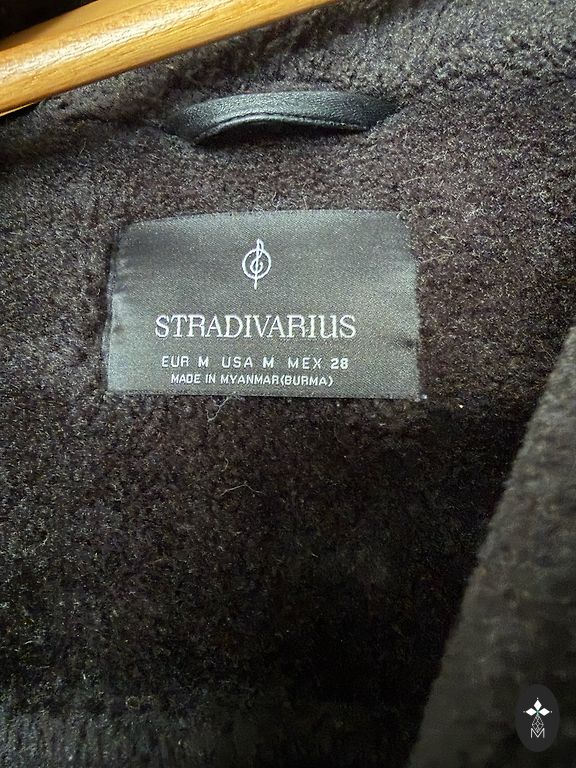 STRADIVARIUS
EUR M USA M MEX 28
MADE IN MYANMAR(BURMA)
M